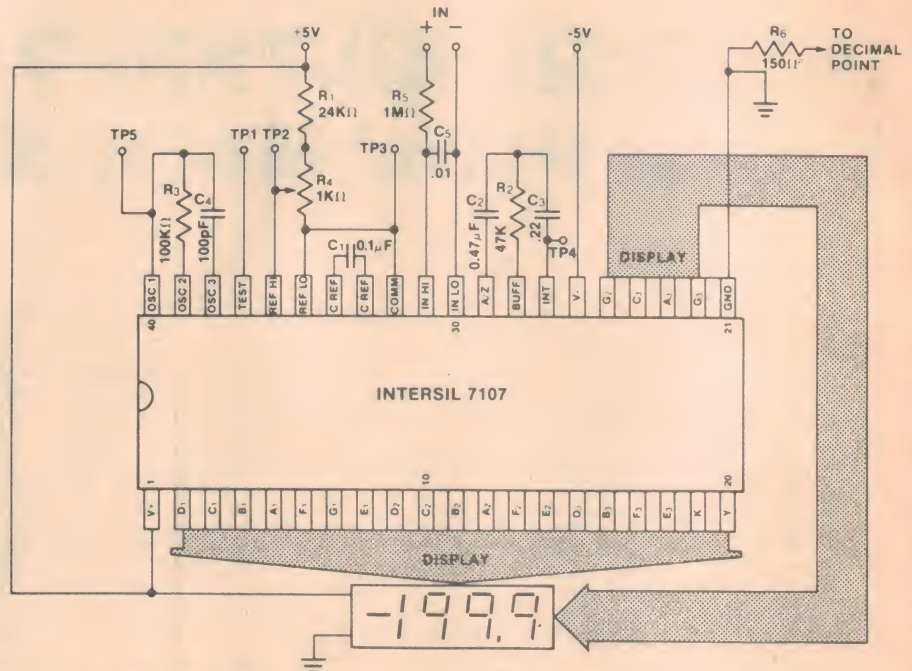 +5V
IN
+ −
-5V
R6
150Ω
TO
DECIMAL
POINT
R1
24KΩ
R5
1MΩ
TP5
TP1
TP2
TP3
C5
.01
R3
100KΩ
C4
100pF
R4
1KΩ
C1 0.1µF
C2
0.47µF
R2
47K
C3
.22
TP4
DISPLAY
OSC 1
OSC 2
OSC 3
TEST
REF HI
REF LO
C REF
C REF
COMM
IN HI
IN LO
A/Z
BUFF
INT
V-
G2
C3
A3
G3
GND
40
30
21
INTERSIL 7107
1
10
20
V+
D1
C1
B1
A1
F1
G1
E1
D2
C2
B2
A2
F2
E2
D3
B3
F3
E3
K
Y
DISPLAY
-199.9